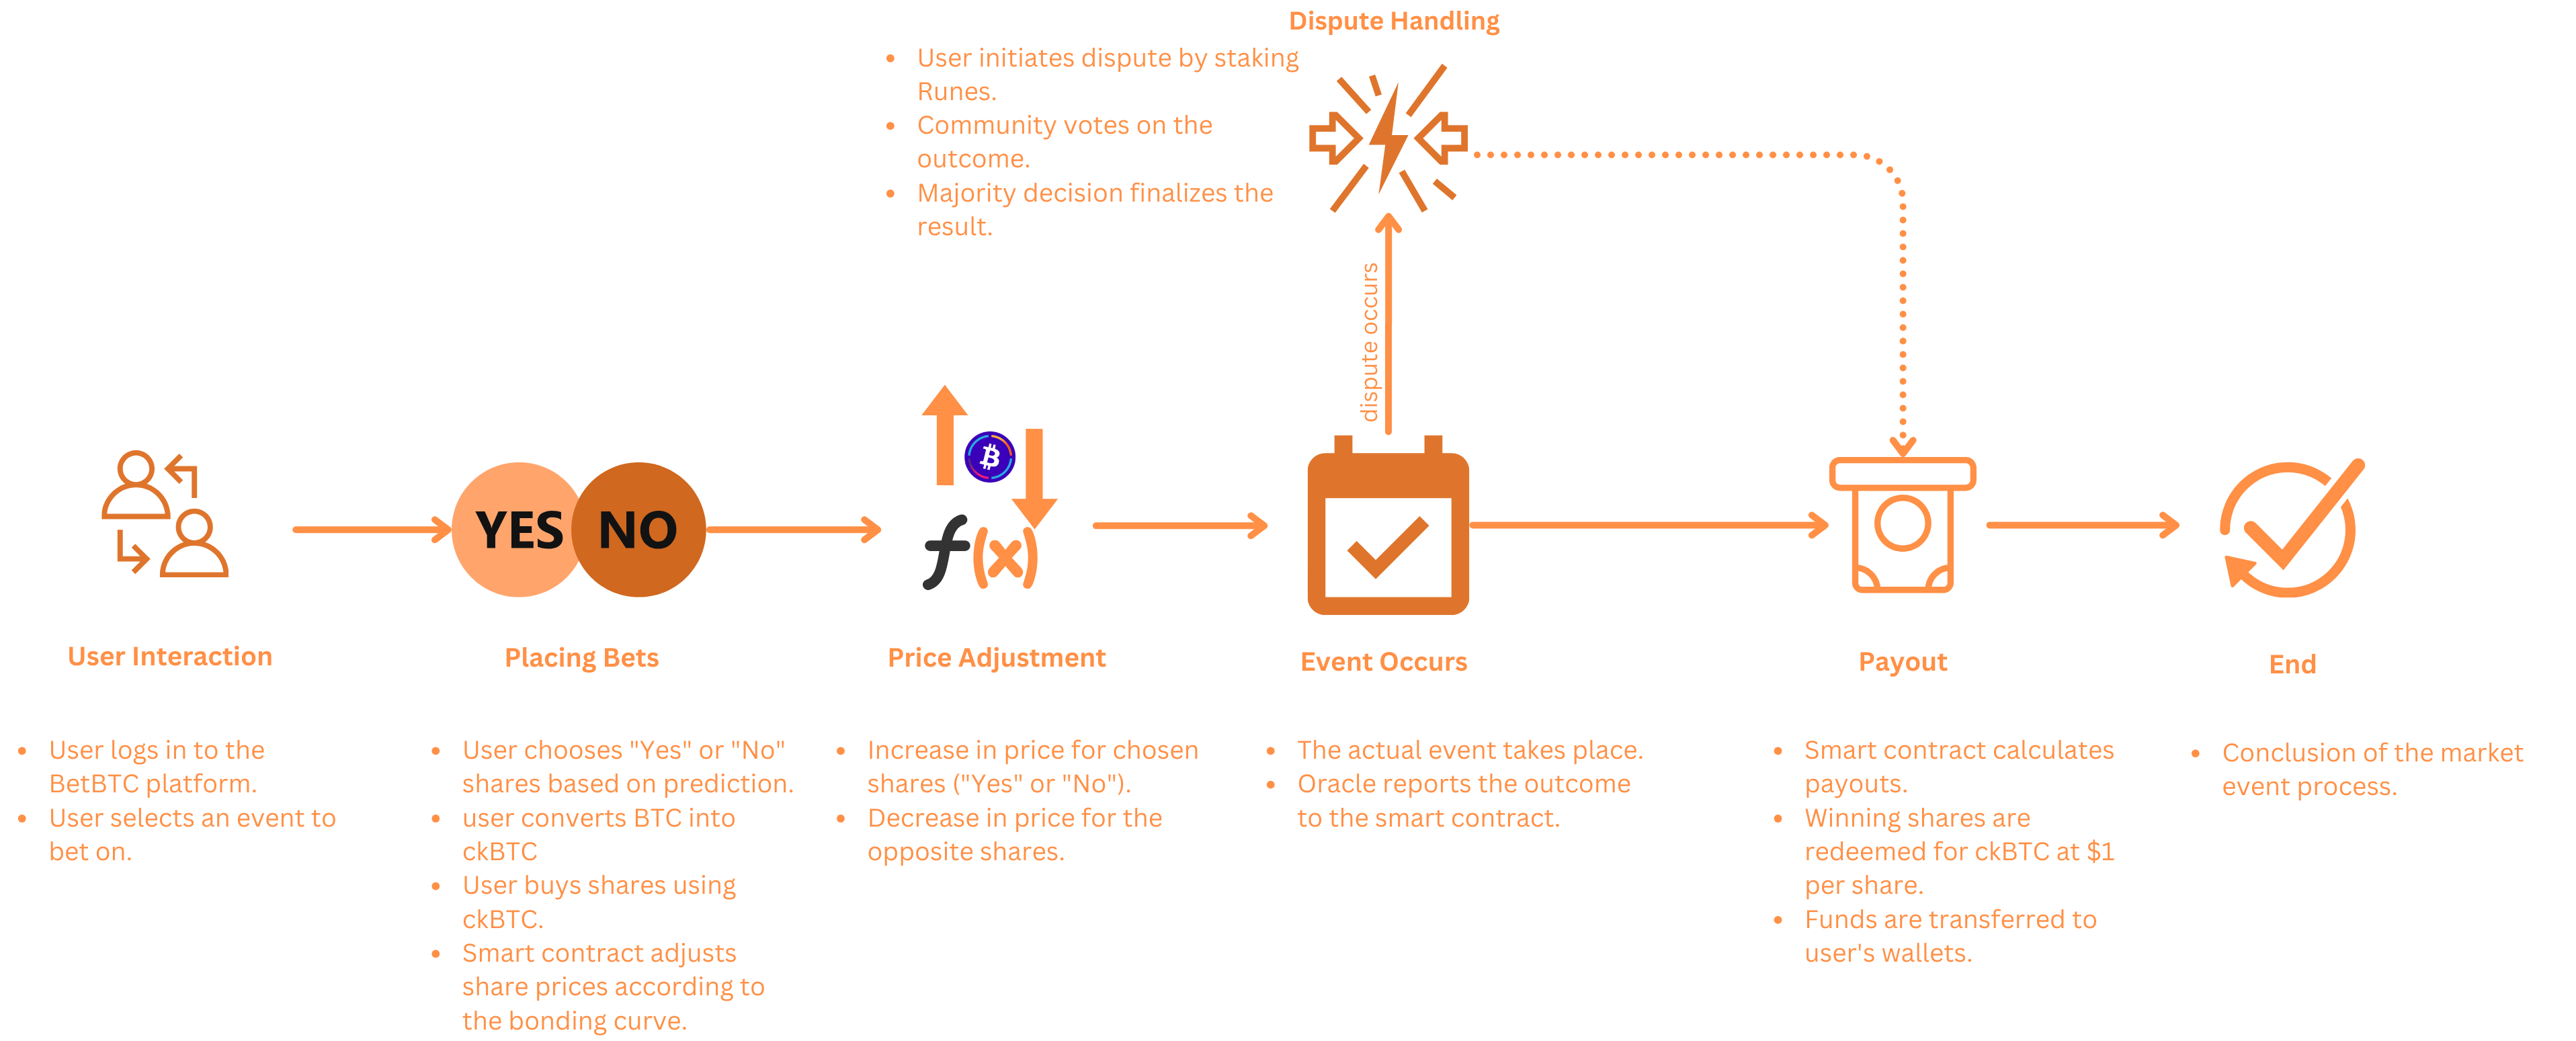 Dispute Handling
• User initiates dispute by staking
Runes.
• Community votes on the
outcome.
• Majority decision finalizes the
result.
dispute occurs
YES NO
f(x)
User Interaction
• User logs in to the
BetBTC platform.
• User selects an event to
bet on.
Placing Bets
• User chooses "Yes" or "No"
shares based on prediction.
• user converts BTC into
ckBTC
• User buys shares using
ckBTC.
• Smart contract adjusts
share prices according to
the bonding curve.
Price Adjustment
• Increase in price for chosen
shares ("Yes" or "No").
• Decrease in price for the
opposite shares.
Event Occurs
• The actual event takes place.
• Oracle reports the outcome
to the smart contract.
Payout
• Smart contract calculates
payouts.
• Winning shares are
redeemed for ckBTC at $1
per share.
• Funds are transferred to
user's wallets.
End
• Conclusion of the market
event process.